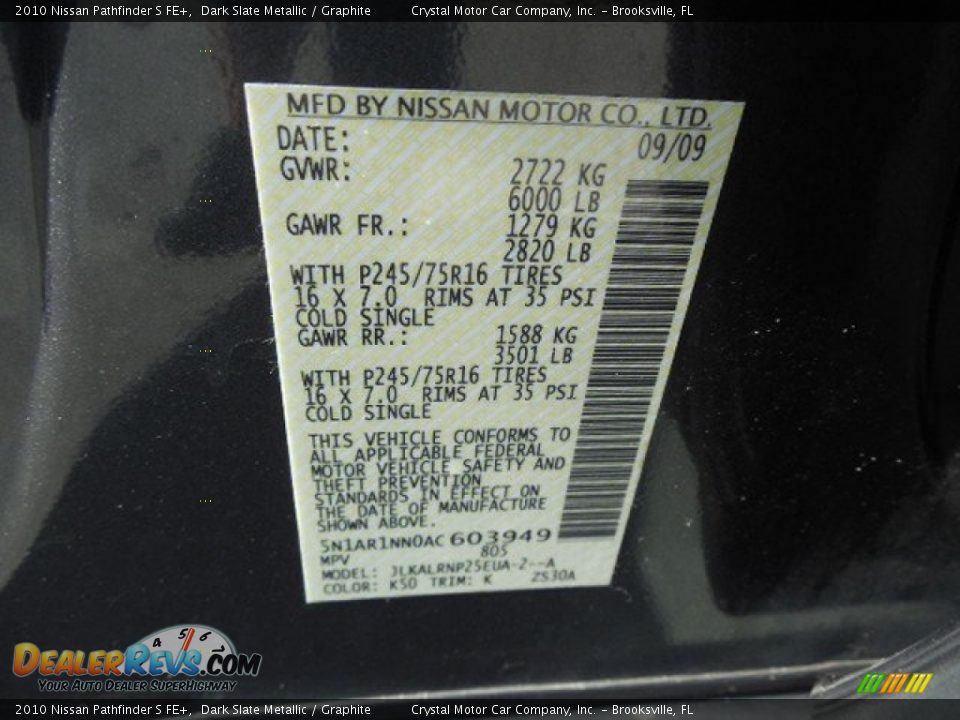 2010 Nissan Pathfinder S FE+, Dark Slate Metallic / Graphite Crystal Motor Car Company, Inc. - Brooksville, FL
MFD BY NISSAN MOTOR CO., LTD.
DATE: 09/09
GVWR: 2722 KG
6000 LB
GAWR FR.: 1279 KG
2820 LB
WITH P245/75R16 TIRES
16 X 7.0 RIMS AT 35 PSI
COLD SINGLE
GAWR RR.: 1588 KG
3501 LB
WITH P245/75R16 TIRES
16 X 7.0 RIMS AT 35 PSI
COLD SINGLE
THIS VEHICLE CONFORMS TO
ALL APPLICABLE FEDERAL
MOTOR VEHICLE SAFETY AND
THEFT PREVENTION
STANDARDS IN EFFECT ON
THE DATE OF MANUFACTURE
SHOWN ABOVE.
5N1AR1NN0AC 603949
MPV 805
MODEL: JLKALRNP25EUA-2--A
COLOR: K50 TRIM: K ZS30A
4 5 6
DealerRevs.com
Your Auto Dealer SuperHighway
2010 Nissan Pathfinder S FE+, Dark Slate Metallic / Graphite Crystal Motor Car Company, Inc. - Brooksville, FL